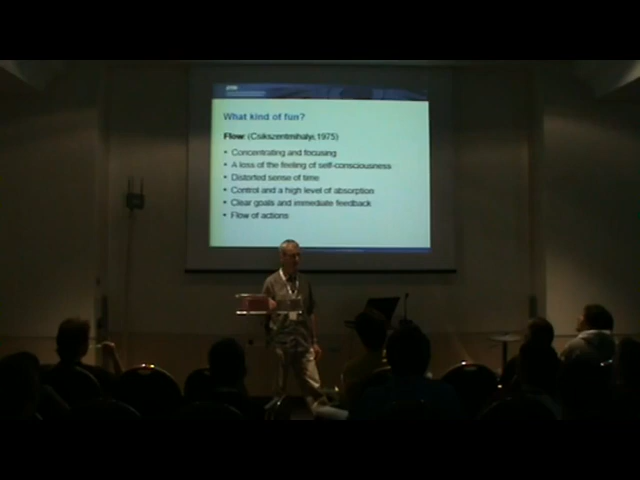 What kind of fun?
Flow (Csikszentmihalyi, 1975)
• Concentrating and focusing
• A loss of the feeling of self-consciousness
• Distorted sense of time
• Control and a high level of absorption
• Clear goals and immediate feedback
• Flow of actions